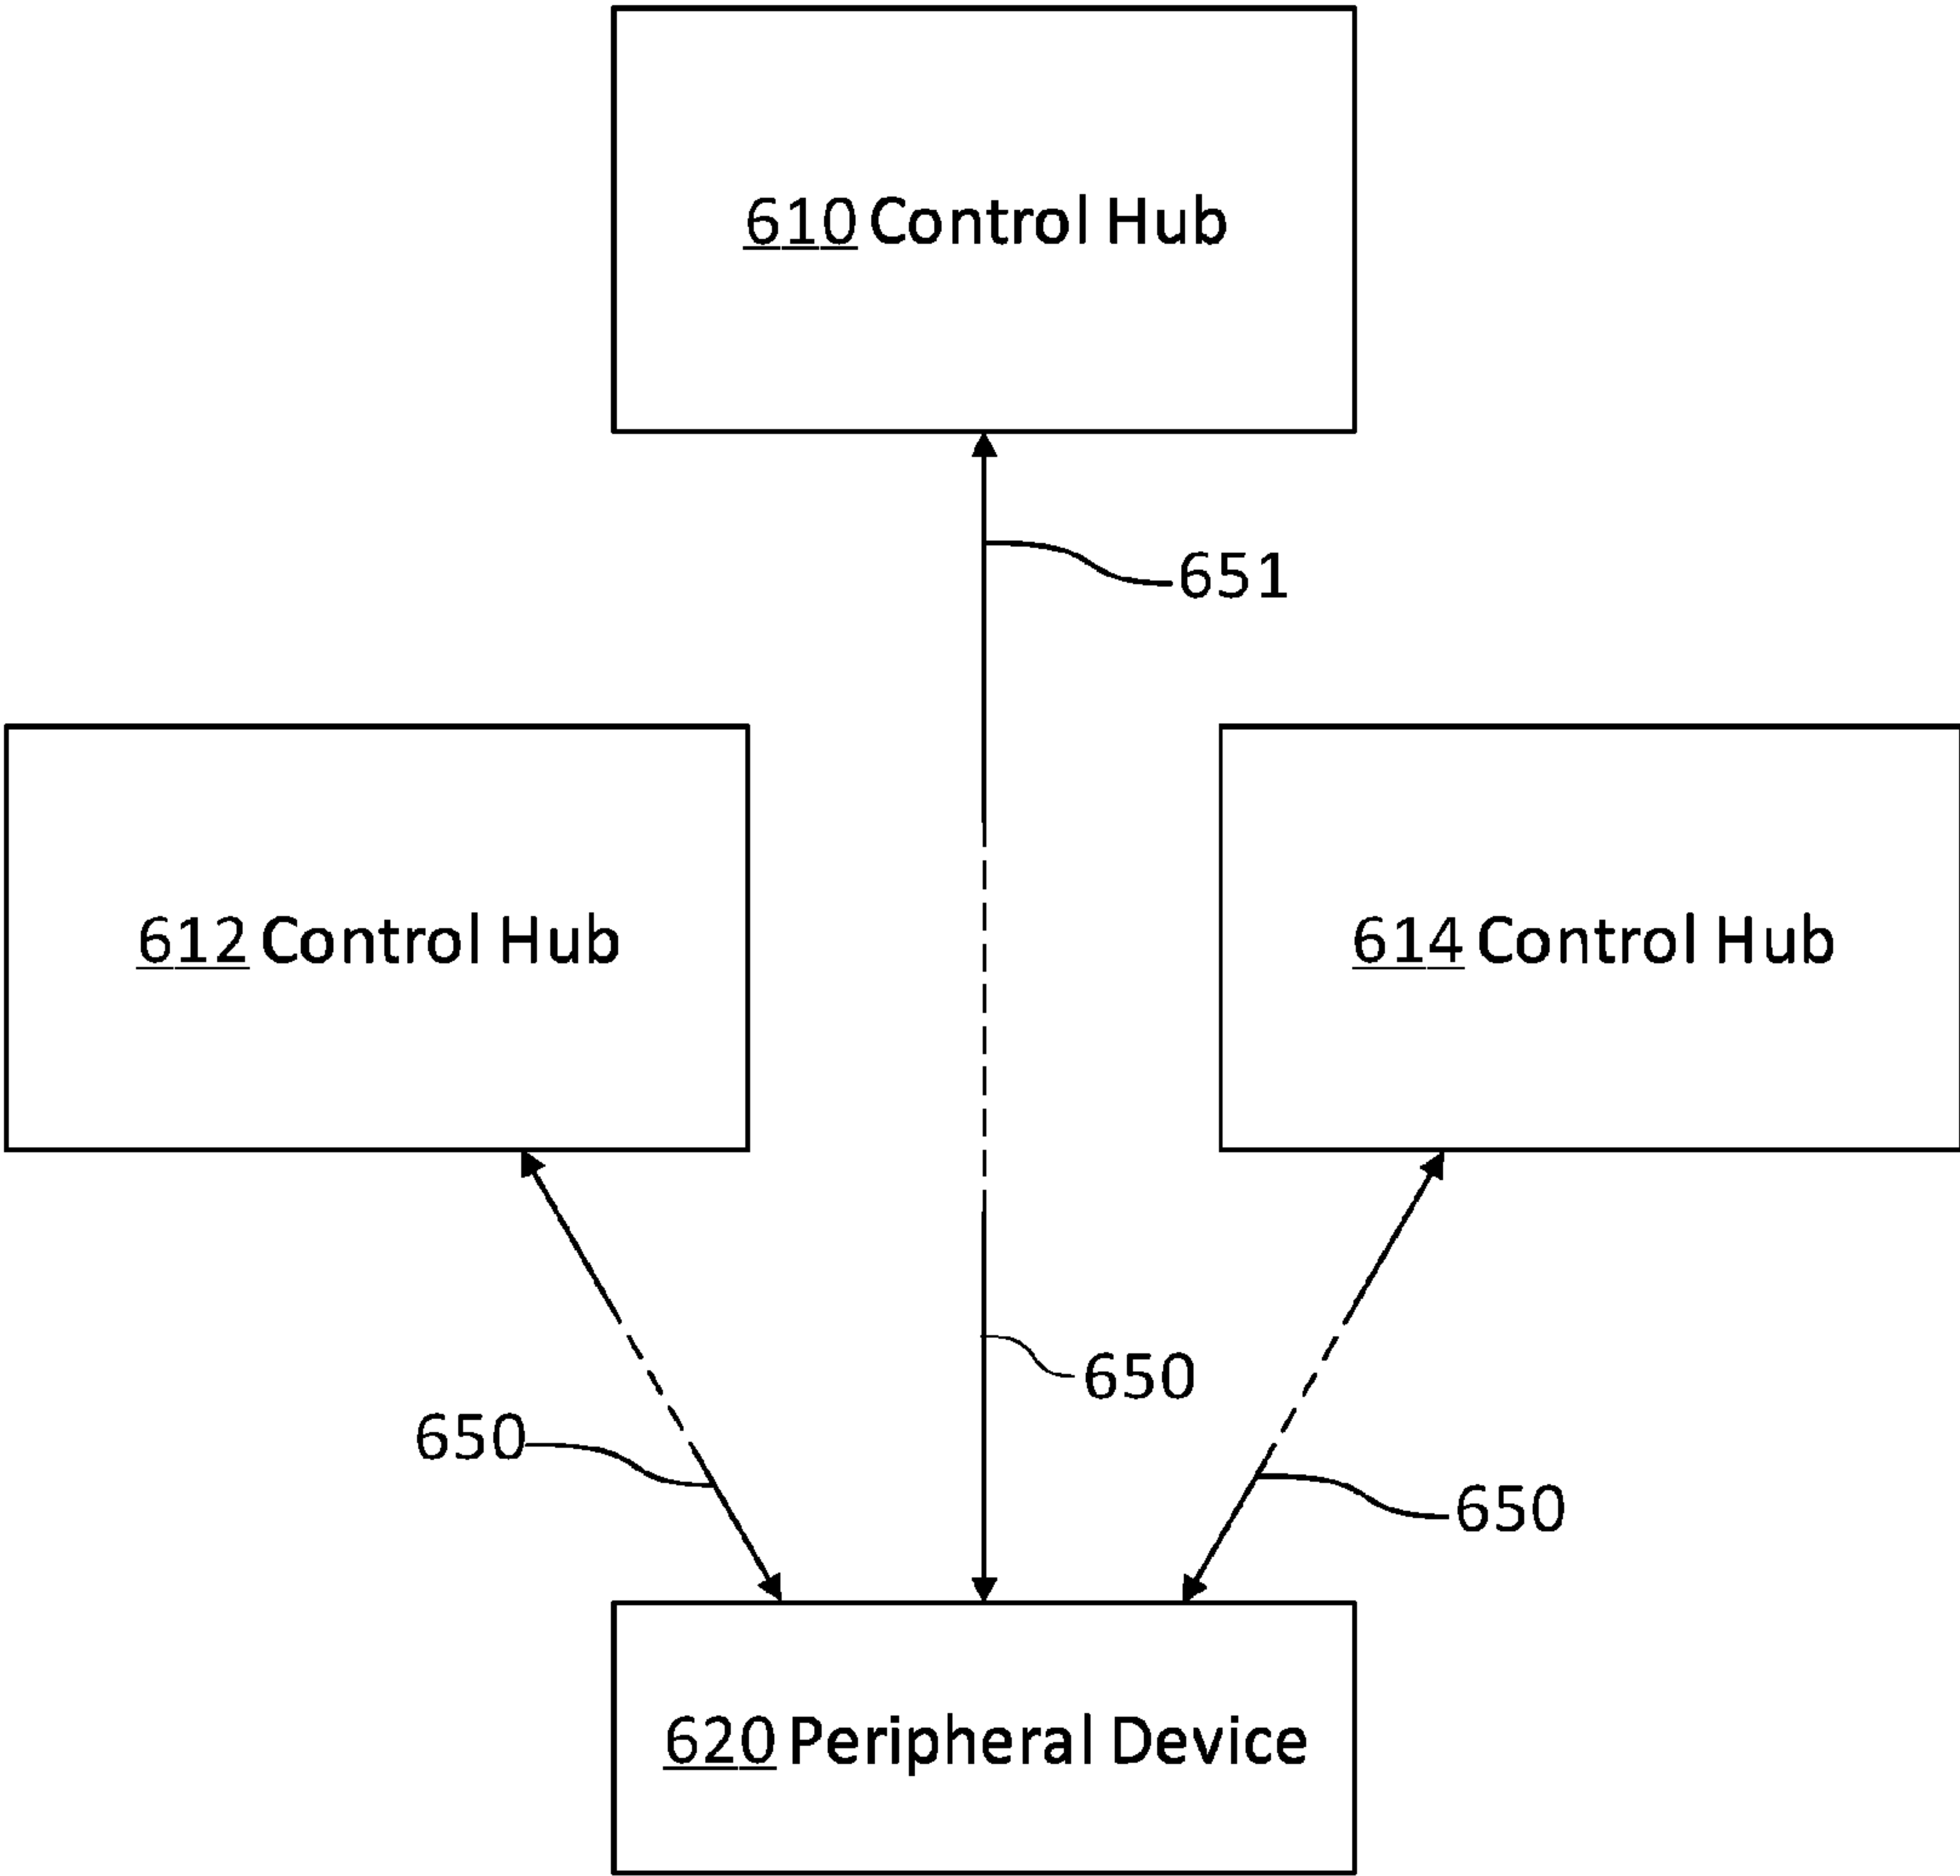 610 Control Hub
651
612 Control Hub
614 Control Hub
650
650
650
620 Peripheral Device